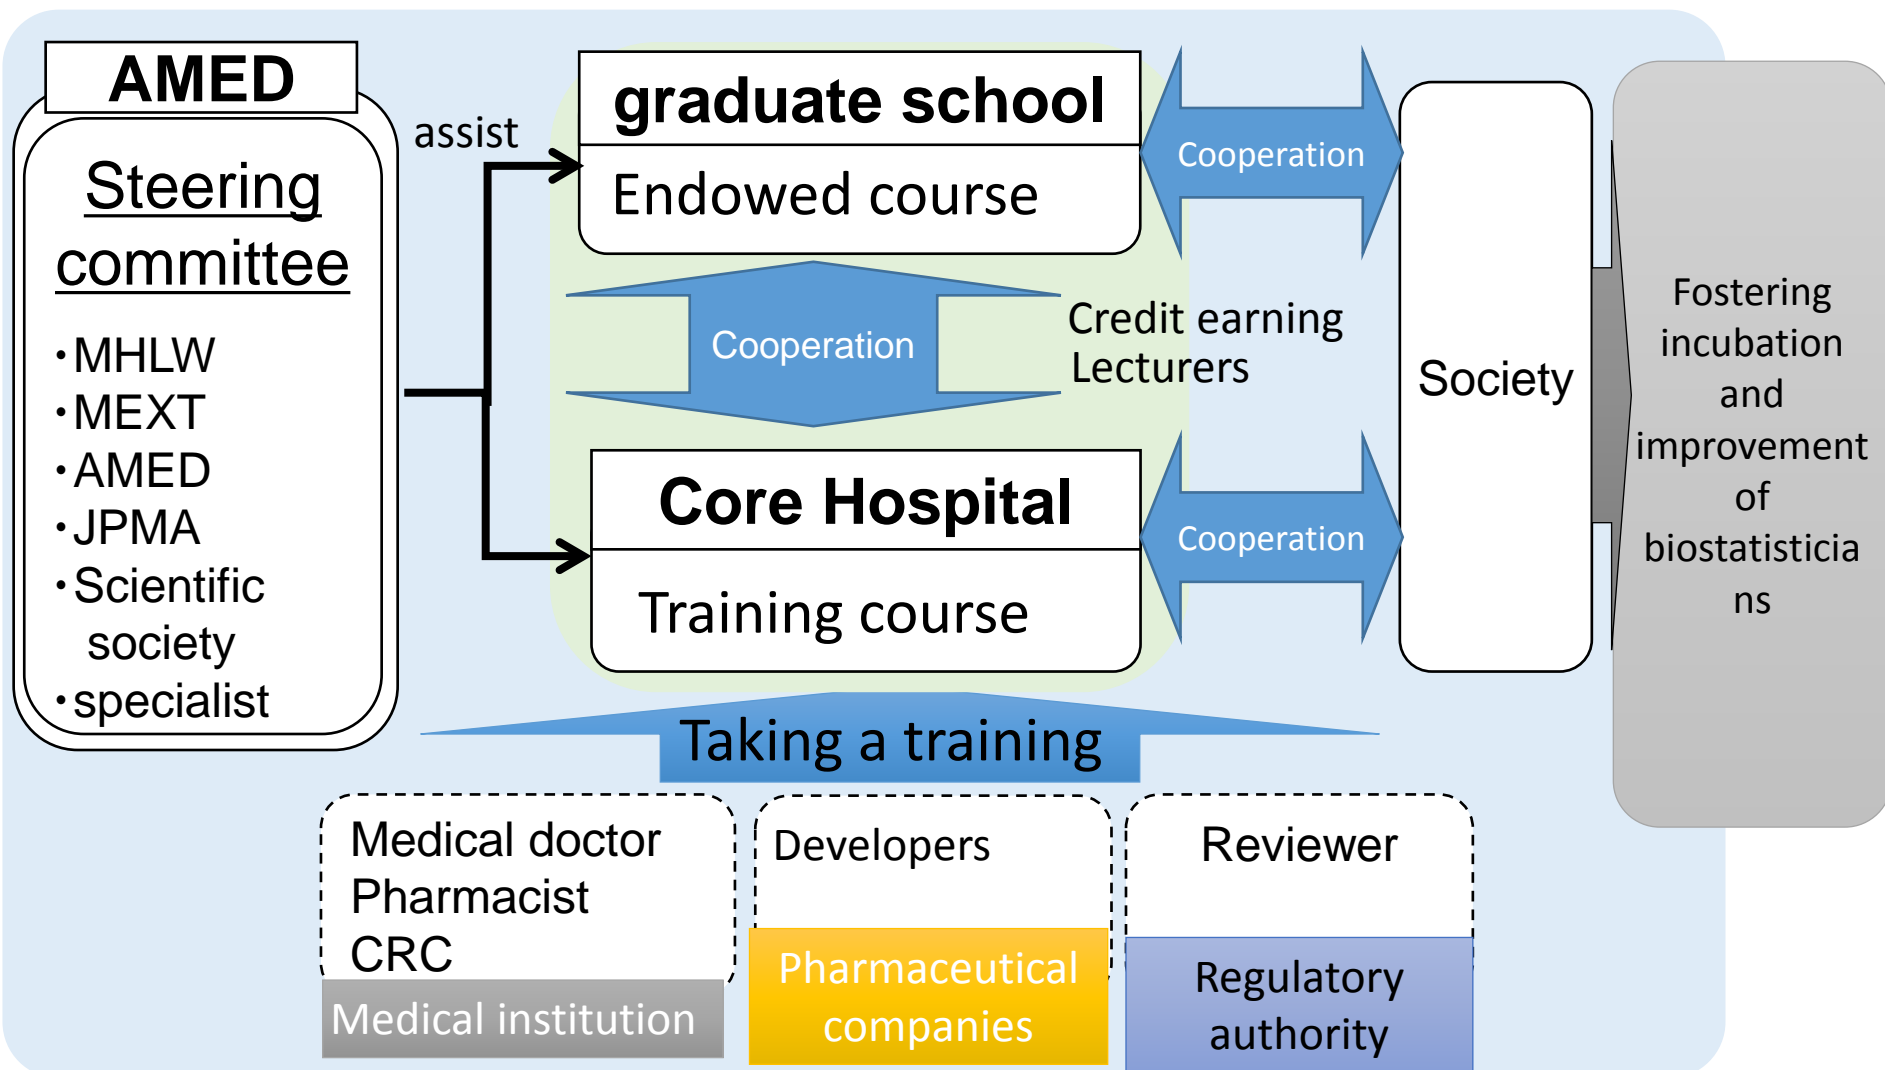 AMED
Steering
committee
・MHLW
・MEXT
・AMED
・JPMA
・Scientific
society
・specialist
assist
graduate school
Endowed course
Cooperation
Credit earning
Lecturers
Core Hospital
Training course
Cooperation
Cooperation
Society
Fostering
incubation
and
improvement
of
biostatisticia
ns
Taking a training
Medical doctor
Pharmacist
CRC
Medical institution
Developers
Pharmaceutical
companies
Reviewer
Regulatory
authority